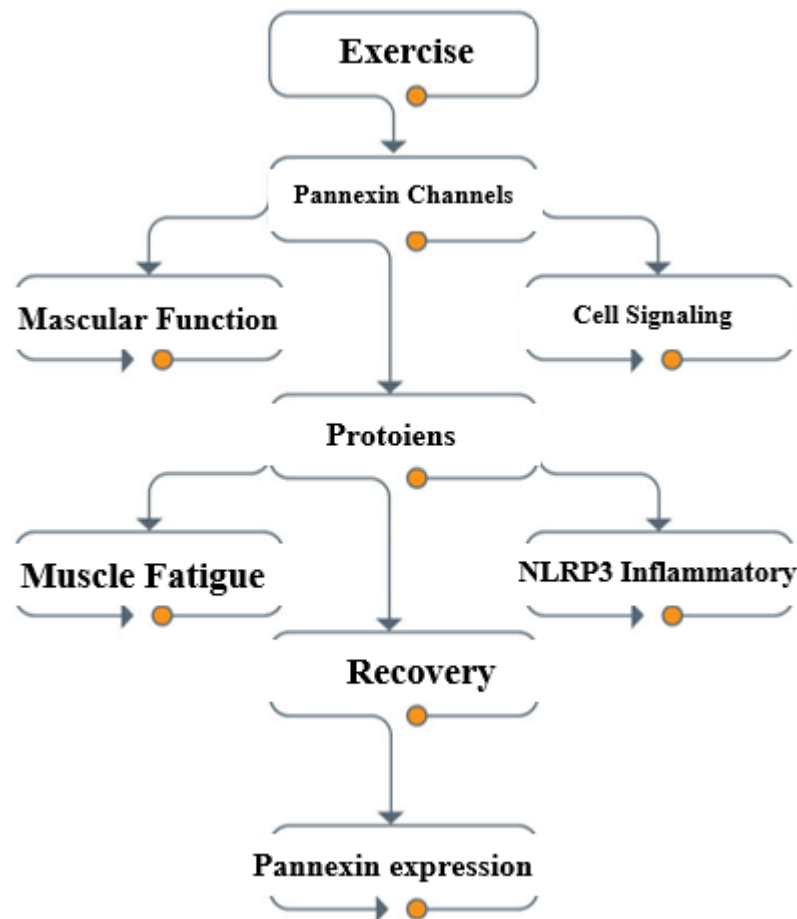 Exercise
Pannexin Channels
Mascular Function
Cell Signaling
Protoiens
Muscle Fatigue
NLRP3 Inflammatory
Recovery
Pannexin expression